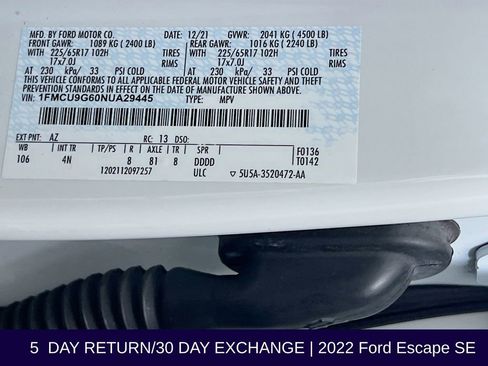 MFD. BY FORD MOTOR CO. 12/21 GVWR: 2041 KG ( 4500 LB)
FRONT GAWR: 1089 KG ( 2400 LB) REAR GAWR: 1016 KG ( 2240 LB)
WITH 225/65R17 102H TIRES WITH 225/65R17 102H TIRES
17x7.0J RIMS 17x7.0J RIMS
AT 230 kPa/ 33 PSI COLD AT 230 kPa/ 33 PSI COLD
THIS VEHICLE CONFORMS TO ALL APPLICABLE FEDERAL MOTOR VEHICLE SAFETY AND THEFT
PREVENTION STANDARDS IN EFFECT ON THE DATE OF MANUFACTURE SHOWN ABOVE.
VIN: 1FMCU9G60NUA29445 TYPE: MPV
EXT PNT: AZ RC: 13 DSO:
WB INT TR TP/PS R AXLE TR SPR F0136
106 4N 8 81 8 DDDD T0142
1202112097257 ULC 5U5A-3520472-AA
5 DAY RETURN/30 DAY EXCHANGE | 2022 Ford Escape SE